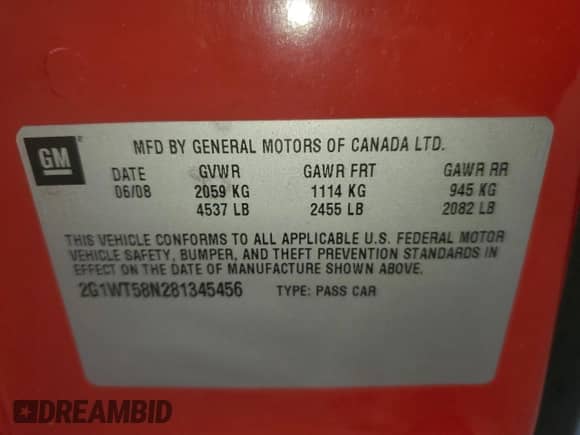 GM
MFD BY GENERAL MOTORS OF CANADA LTD.
DATE GVWR GAWR FRT GAWR RR
06/08 2059 KG 1114 KG 945 KG
4537 LB 2455 LB 2082 LB
THIS VEHICLE CONFORMS TO ALL APPLICABLE U.S. FEDERAL MOTOR
VEHICLE SAFETY, BUMPER, AND THEFT PREVENTION STANDARDS IN
EFFECT ON THE DATE OF MANUFACTURE SHOWN ABOVE.
2G1WT58N281345456 TYPE: PASS CAR
DREAMBID